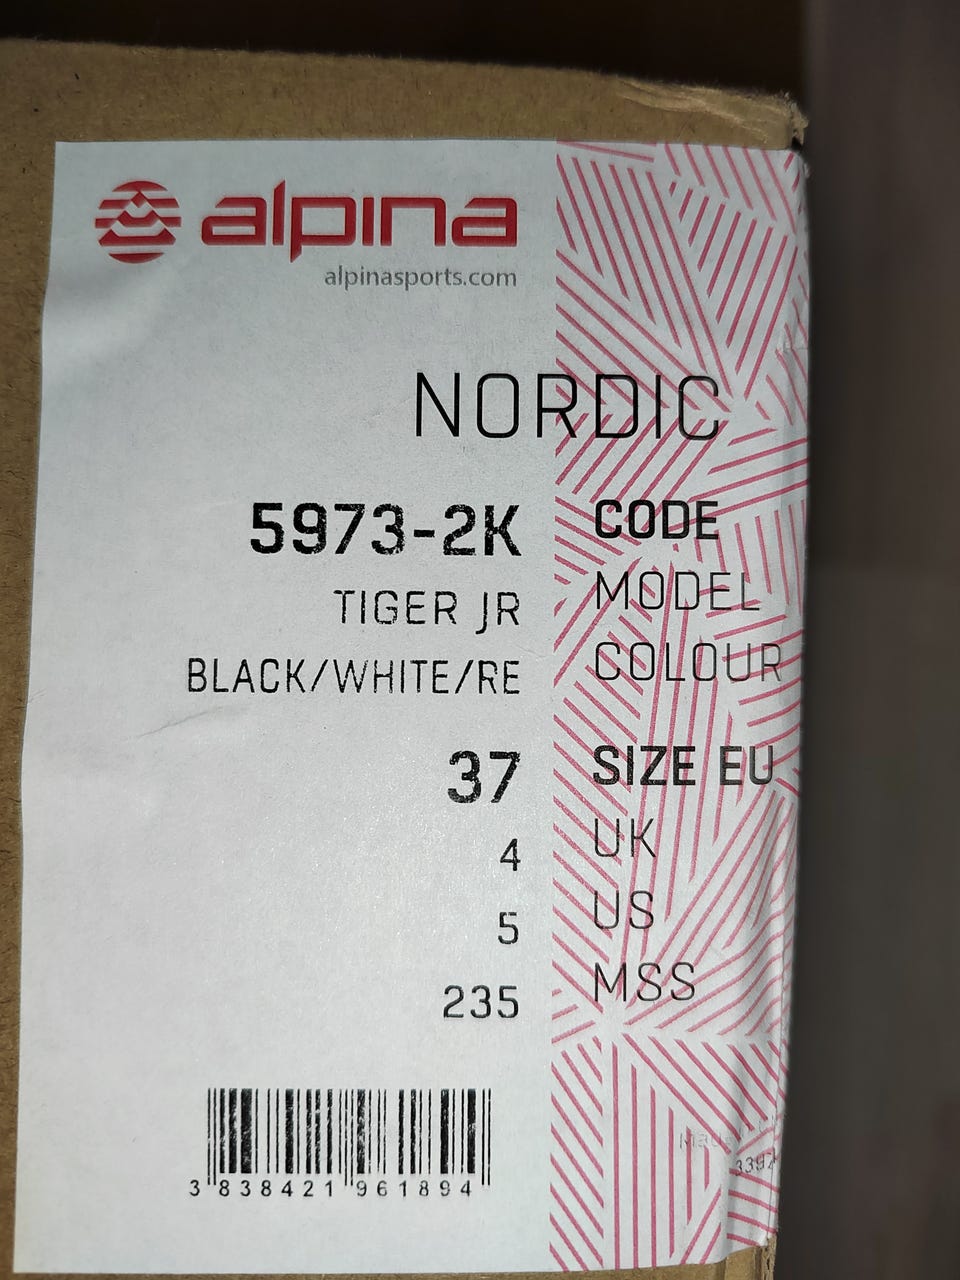 alpina
alpinasports.com
NORDIC
5973-2K CODE
TIGER JR MODEL
BLACK/WHITE/RE COLOUR
37 SIZE EU
4 UK
5 US
235 MSS
3 838421 961894